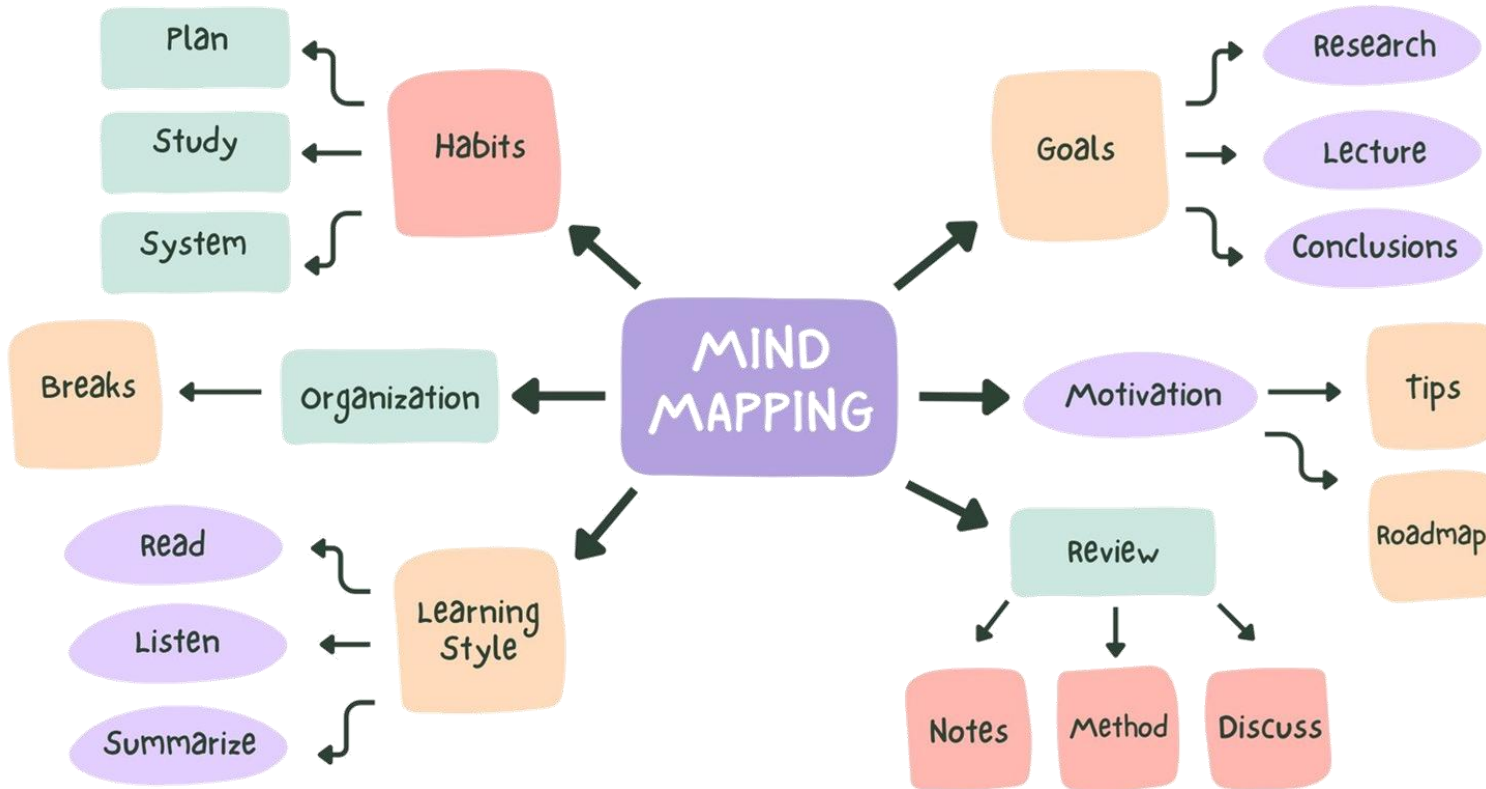 MIND
MAPPING
Habits
Plan
Study
System
Organization
Breaks
Learning
Style
Read
Listen
Summarize
Goals
Research
Lecture
Conclusions
Motivation
Tips
Roadmap
Review
Notes
Method
Discuss